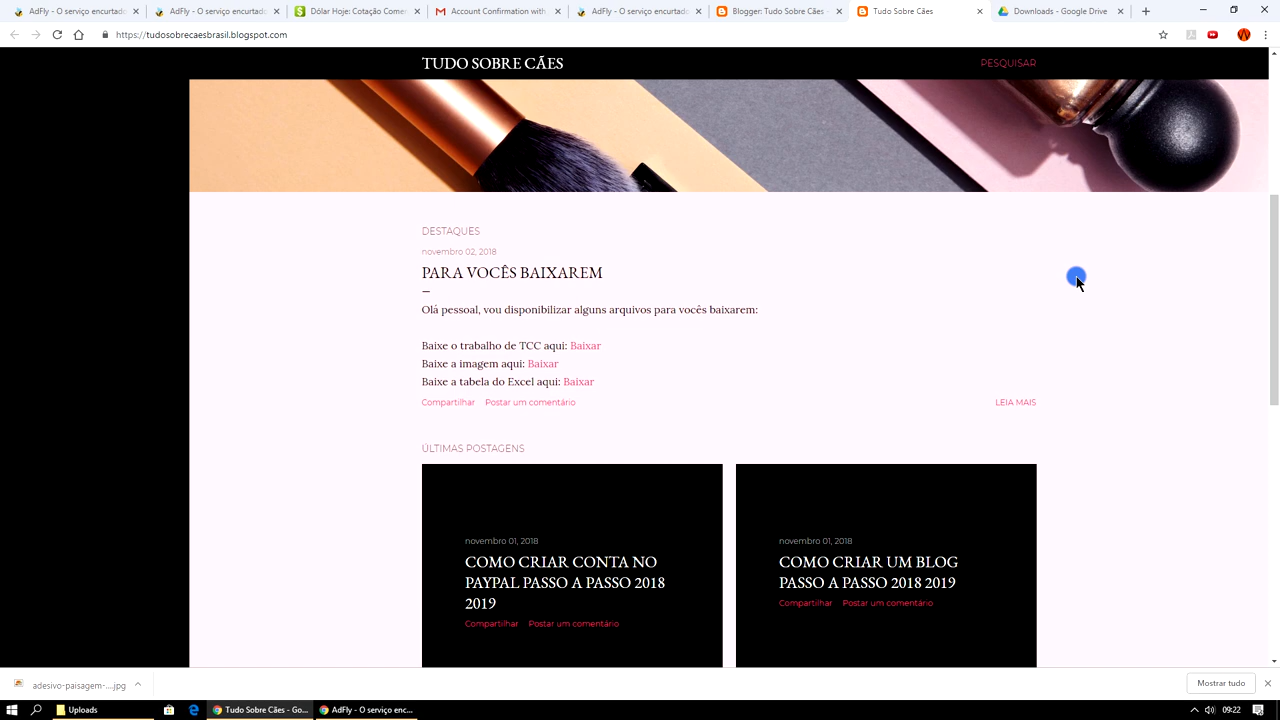 AdFly - O serviço encurtado
AdFly - O serviço encurtado
Dólar Hoje: Cotação Comer
Account Confirmation with
AdFly - O serviço encurtado
Blogger: Tudo Sobre Cães -
Tudo Sobre Cães
Downloads - Google Drive
https://tudosobrecaesbrasil.blogspot.com
TUDO SOBRE CÃES
PESQUISAR
DESTAQUES
novembro 02, 2018
PARA VOCÊS BAIXAREM
Olá pessoal, vou disponibilizar alguns arquivos para vocês baixarem:
Baixe o trabalho de TCC aqui: Baixar
Baixe a imagem aqui: Baixar
Baixe a tabela do Excel aqui: Baixar
Compartilhar Postar um comentário LEIA MAIS
ÚLTIMAS POSTAGENS
novembro 01, 2018
COMO CRIAR CONTA NO
PAYPAL PASSO A PASSO 2018
2019
Compartilhar Postar um comentário
novembro 01, 2018
COMO CRIAR UM BLOG
PASSO A PASSO 2018 2019
Compartilhar Postar um comentário
adesivo-paisagem-....jpg
Mostrar tudo
Uploads
Tudo Sobre Cães - Go...
AdFly - O serviço enc...
09:22